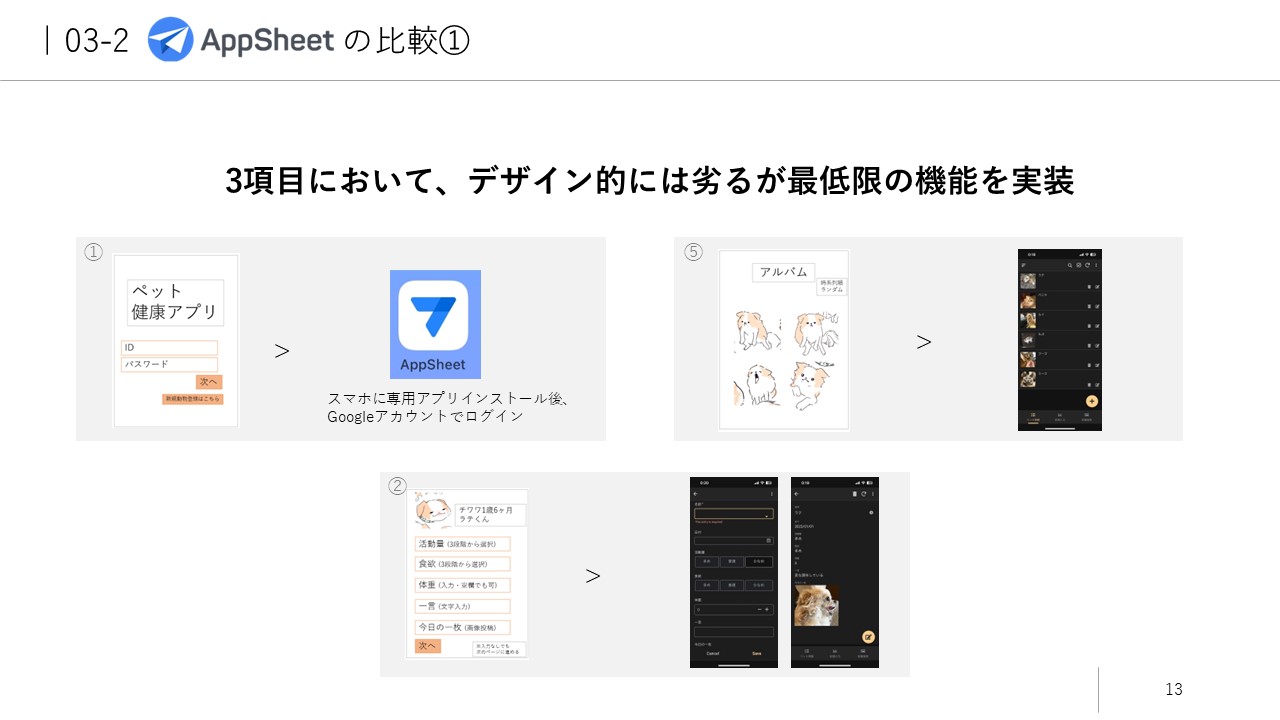 03-2 AppSheet の比較①
3項目において、デザイン的には劣るが最低限の機能を実装
①
ペット
健康アプリ
ID
パスワード
次へ
新規動物登録はこちら
>
AppSheet
スマホに専用アプリインストール後、
Googleアカウントでログイン
⑤
アルバム
時系列順
ランダム
>
②
チワワ1歳6ヶ月
ラテくん
活動量 (3段階から選択)
食欲 (3段階から選択)
体重 (入力・空欄でも可)
一言 (文字入力)
今日の一枚 (画像投稿)
次へ
※入力なしでも
次のページに進める
>
Cancel
Save
13